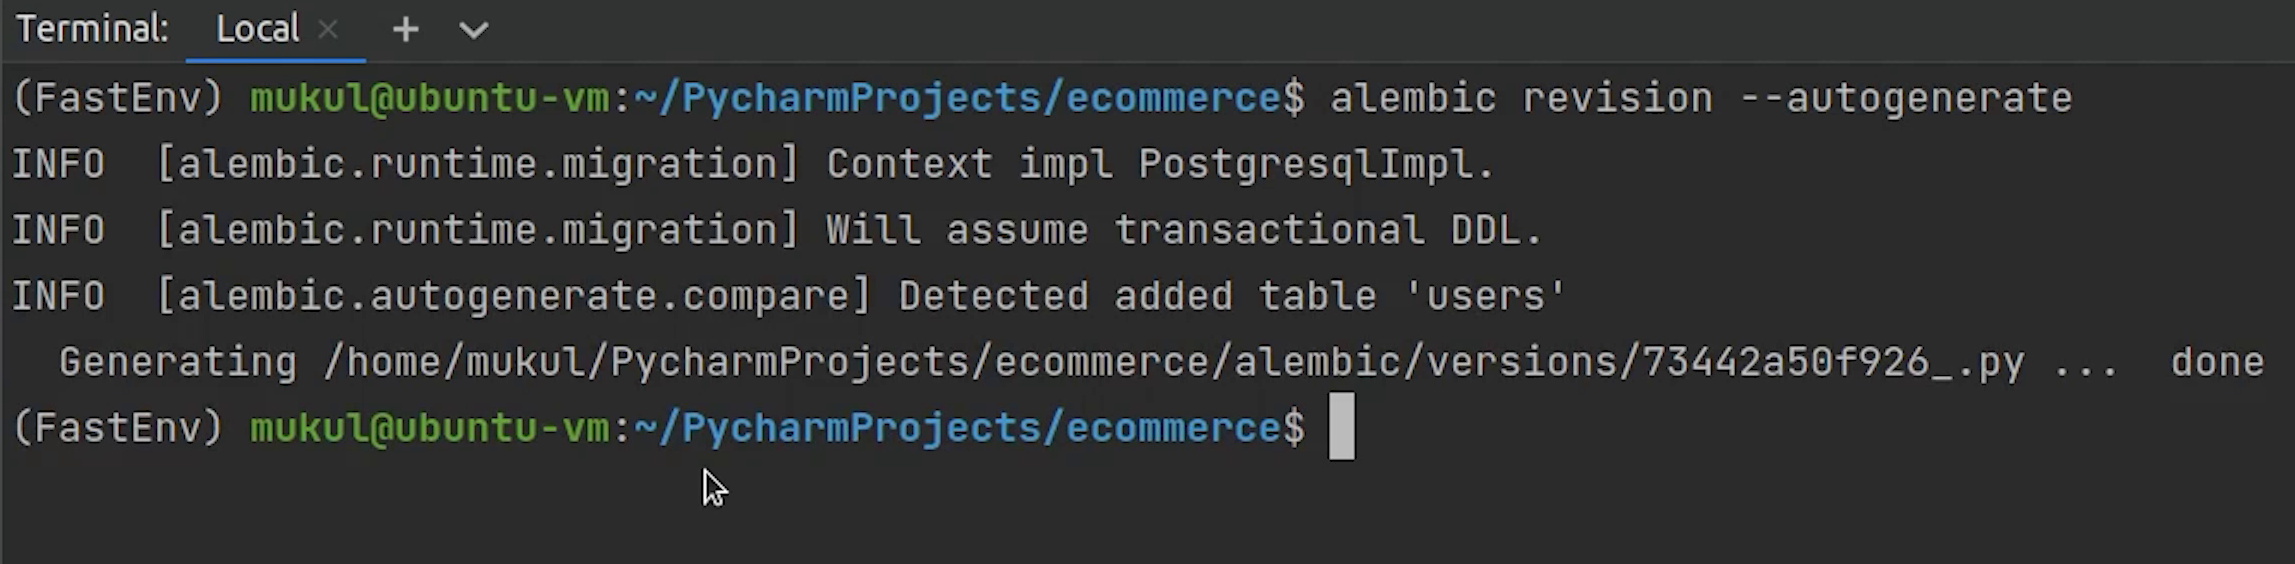 Terminal: Local × + 
(FastEnv) mukul@ubuntu-vm:~/PycharmProjects/ecommerce$ alembic revision --autogenerate
INFO  [alembic.runtime.migration] Context impl PostgresqlImpl.
INFO  [alembic.runtime.migration] Will assume transactional DDL.
INFO  [alembic.autogenerate.compare] Detected added table 'users'
  Generating /home/mukul/PycharmProjects/ecommerce/alembic/versions/73442a50f926_.py ...  done
(FastEnv) mukul@ubuntu-vm:~/PycharmProjects/ecommerce$